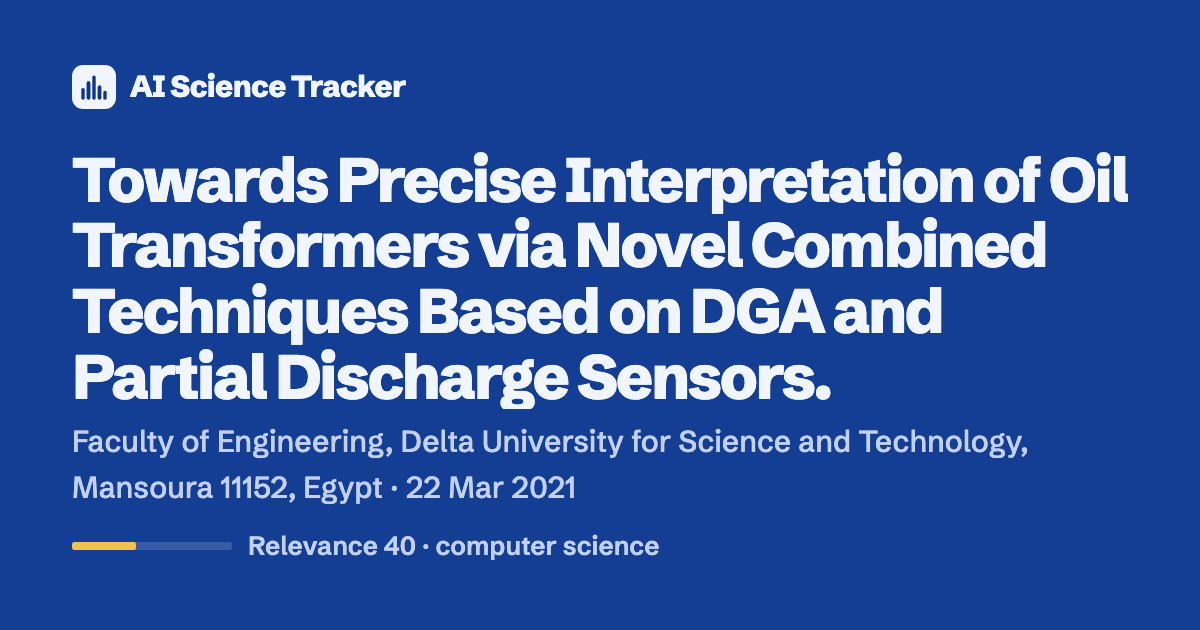 AI Science Tracker
Towards Precise Interpretation of Oil
Transformers via Novel Combined
Techniques Based on DGA and
Partial Discharge Sensors.
Faculty of Engineering, Delta University for Science and Technology,
Mansoura 11152, Egypt · 22 Mar 2021
Relevance 40 · computer science